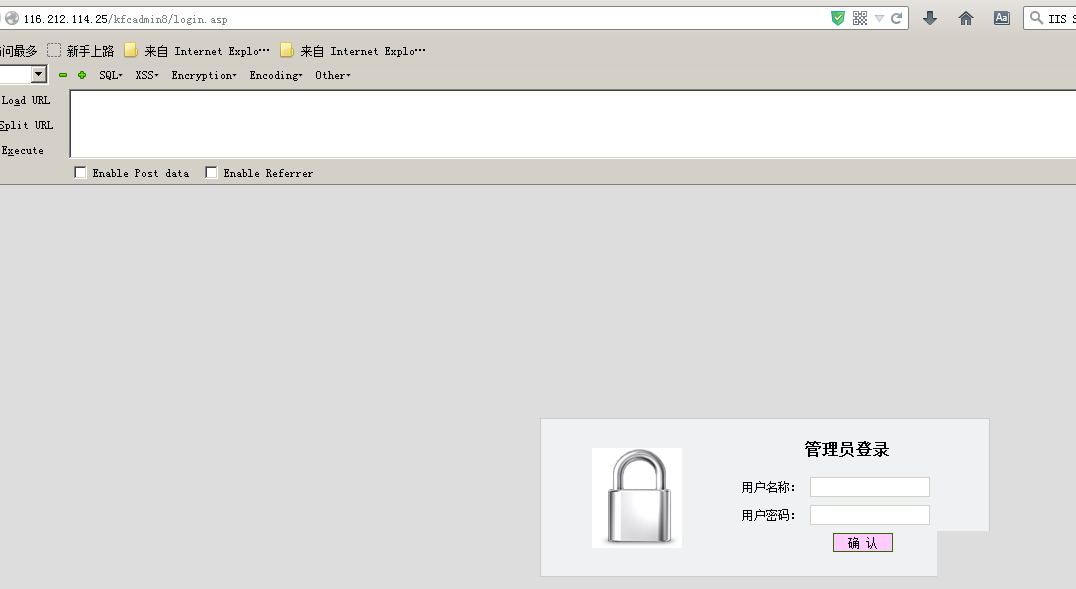 116.212.114.25/kfcadmin8/login.asp
Aa
IIS S
问最多 新手上路 来自 Internet Explo… 来自 Internet Explo…
SQL XSS Encryption Encoding Other
Load URL
Split URL
Execute
Enable Post data Enable Referrer
管理员登录
用户名称：
用户密码：
确 认